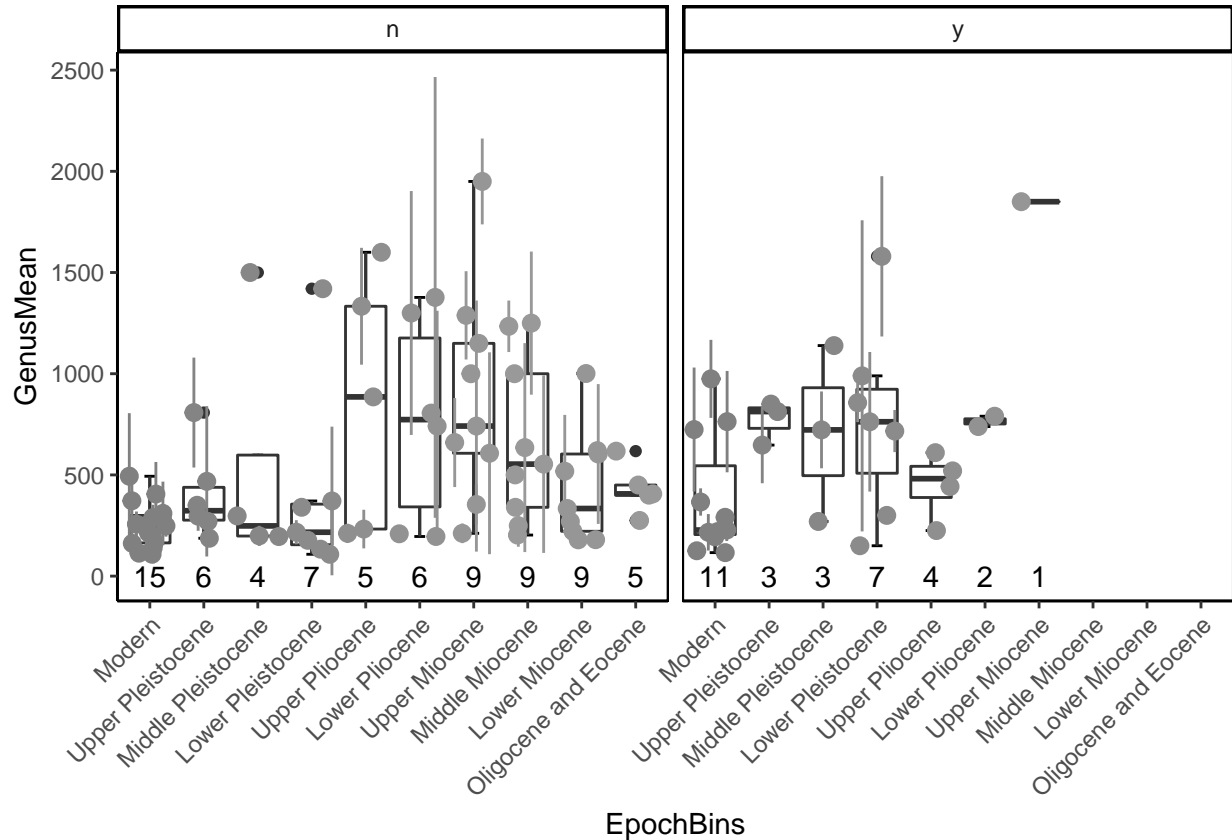 n y
2500
2000
1500
1000
500
0
GenusMean
15 6 4 7 5 6 9 9 9 5 11 3 3 7 4 2 1
Modern
Upper Pleistocene
Middle Pleistocene
Lower Pleistocene
Upper Pliocene
Lower Pliocene
Upper Miocene
Middle Miocene
Lower Miocene
Oligocene and Eocene
Modern
Upper Pleistocene
Middle Pleistocene
Lower Pleistocene
Upper Pliocene
Lower Pliocene
Upper Miocene
Middle Miocene
Lower Miocene
Oligocene and Eocene
EpochBins